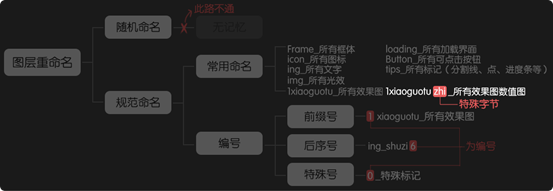 此路不通
随机命名
无记忆
图层重命名
规范命名
常用命名
Frame_所有框体
icon_所有图标
ing_所有文字
img_所有光效
1xiaoguotu_所有效果图
loading_所有加载界面
Button_所有可点击按钮
tips_所有标记（分割线、点、进度条等）
1xiaoguotu zhi _所有效果图数值图
特殊字节
编号
前缀号
1 xiaoguotu_所有效果图
后序号
ing_shuzi 6
为编号
特殊号
0 _特殊标记